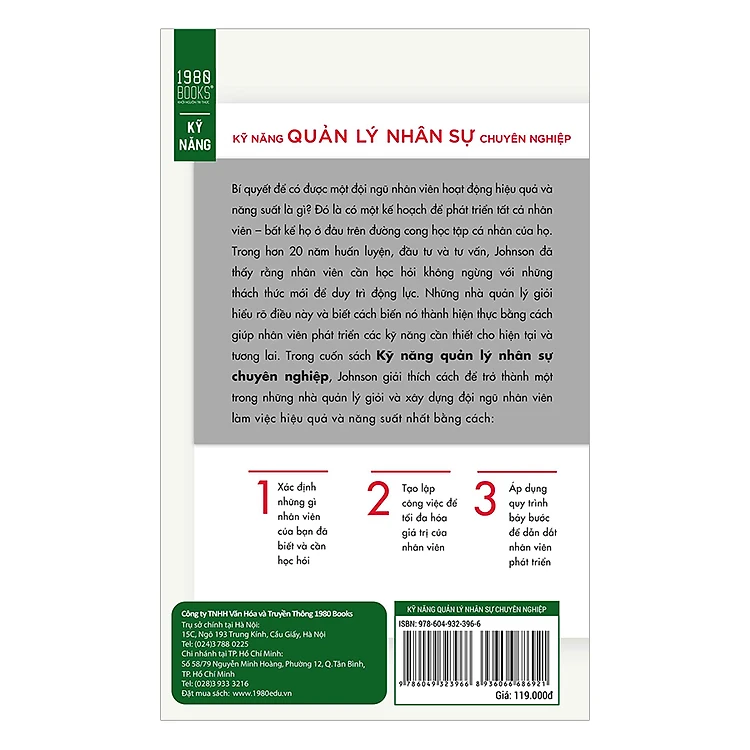 1980
BOOKS®
KHƠI NGUỒN TRI THỨC
KỸ
NĂNG
KỸ NĂNG QUẢN LÝ NHÂN SỰ CHUYÊN NGHIỆP
Bí quyết để có được một đội ngũ nhân viên hoạt động hiệu quả và
năng suất là gì? Đó là có một kế hoạch để phát triển tất cả nhân
viên – bất kể họ ở đâu trên đường cong học tập cá nhân của họ.
Trong hơn 20 năm huấn luyện, đầu tư và tư vấn, Johnson đã
thấy rằng nhân viên cần học hỏi không ngừng với những
thách thức mới để duy trì động lực. Những nhà quản lý giỏi
hiểu rõ điều này và biết cách biến nó thành hiện thực bằng cách
giúp nhân viên phát triển các kỹ năng cần thiết cho hiện tại và
tương lai. Trong cuốn sách Kỹ năng quản lý nhân sự
chuyên nghiệp, Johnson giải thích cách để trở thành một
trong những nhà quản lý giỏi và xây dựng đội ngũ nhân viên
làm việc hiệu quả và năng suất nhất bằng cách:
1
Xác định
những gì
nhân viên
của bạn đã
biết và cần
học hỏi
2
Tạo lập
công việc để
tối đa hóa
giá trị của
nhân viên
3
Áp dụng
quy trình
bảy bước
để dẫn dắt
nhân viên
phát triển
Công ty TNHH Văn Hóa và Truyền Thông 1980 Books
Trụ sở chính tại Hà Nội:
15C, Ngõ 193 Trung Kính, Cầu Giấy, Hà Nội
Tel: (024)3 788 0225
Chi nhánh tại TP. Hồ Chí Minh:
Số 58/79 Nguyễn Minh Hoàng, Phường 12, Q.Tân Bình,
TP. Hồ Chí Minh
Tel: (028)3 933 3216
Đặt mua sách: www.1980edu.vn
KỸ NĂNG QUẢN LÝ NHÂN SỰ CHUYÊN NGHIỆP
ISBN: 978-604-932-396-6
9 786049 323966
8 936066 686921
Giá: 119.000đ